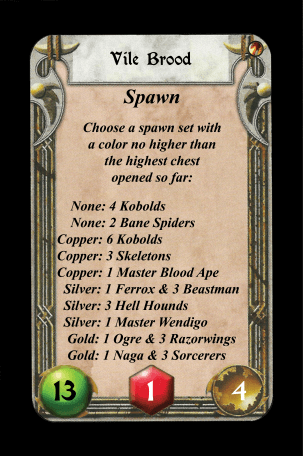 Vile Brood
Spawn
Choose a spawn set with
a color no higher than
the highest chest
opened so far:
None: 4 Kobolds
None: 2 Bane Spiders
Copper: 6 Kobolds
Copper: 3 Skeletons
Copper: 1 Master Blood Ape
Silver: 1 Ferrox & 3 Beastman
Silver: 3 Hell Hounds
Silver: 1 Master Wendigo
Gold: 1 Ogre & 3 Razorwings
Gold: 1 Naga & 3 Sorcerers
13 1 4